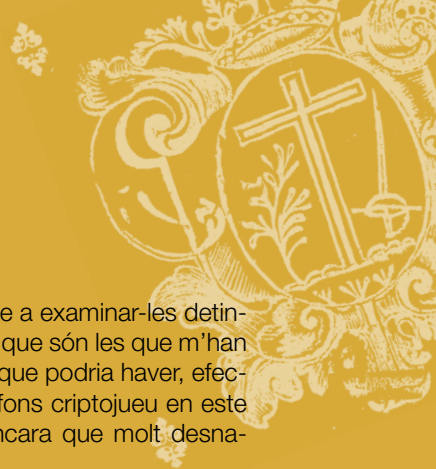 e a examinar-les detin-
que són les que m'han
que podria haver, efec-
fons criptojueu en este
ncara que molt desna-